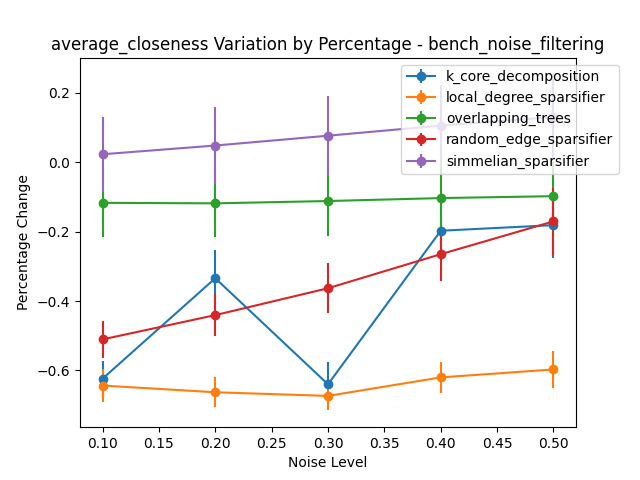 average_closeness Variation by Percentage - bench_noise_filtering
k_core_decomposition
local_degree_sparsifier
overlapping_trees
random_edge_sparsifier
simmelian_sparsifier
Percentage Change
0.2
0.0
−0.2
−0.4
−0.6
0.10 0.15 0.20 0.25 0.30 0.35 0.40 0.45 0.50
Noise Level